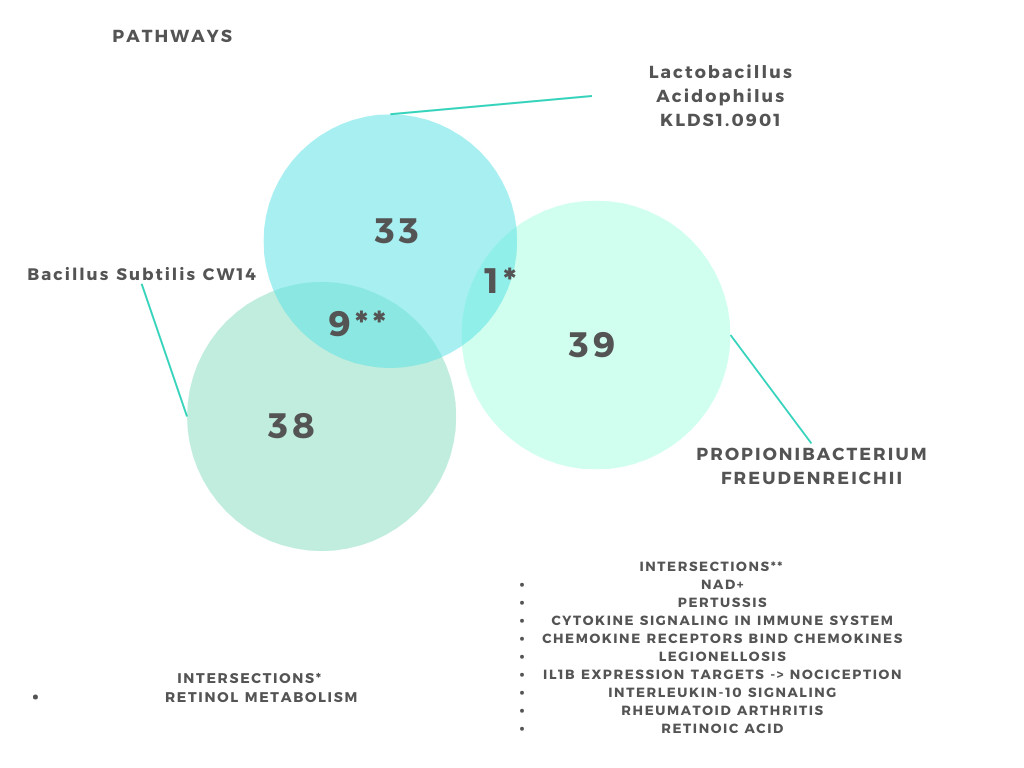 PATHWAYS
Lactobacillus
Acidophilus
KLDS1.0901
33
Bacillus Subtilis CW14
1*
9**
39
38
PROPIONIBACTERIUM
FREUDENREICHII
INTERSECTIONS*
• RETINOL METABOLISM
INTERSECTIONS**
• NAD+
• PERTUSSIS
• CYTOKINE SIGNALING IN IMMUNE SYSTEM
• CHEMOKINE RECEPTORS BIND CHEMOKINES
• LEGIONELLOSIS
• IL1B EXPRESSION TARGETS -> NOCICEPTION
• INTERLEUKIN-10 SIGNALING
• RHEUMATOID ARTHRITIS
• RETINOIC ACID